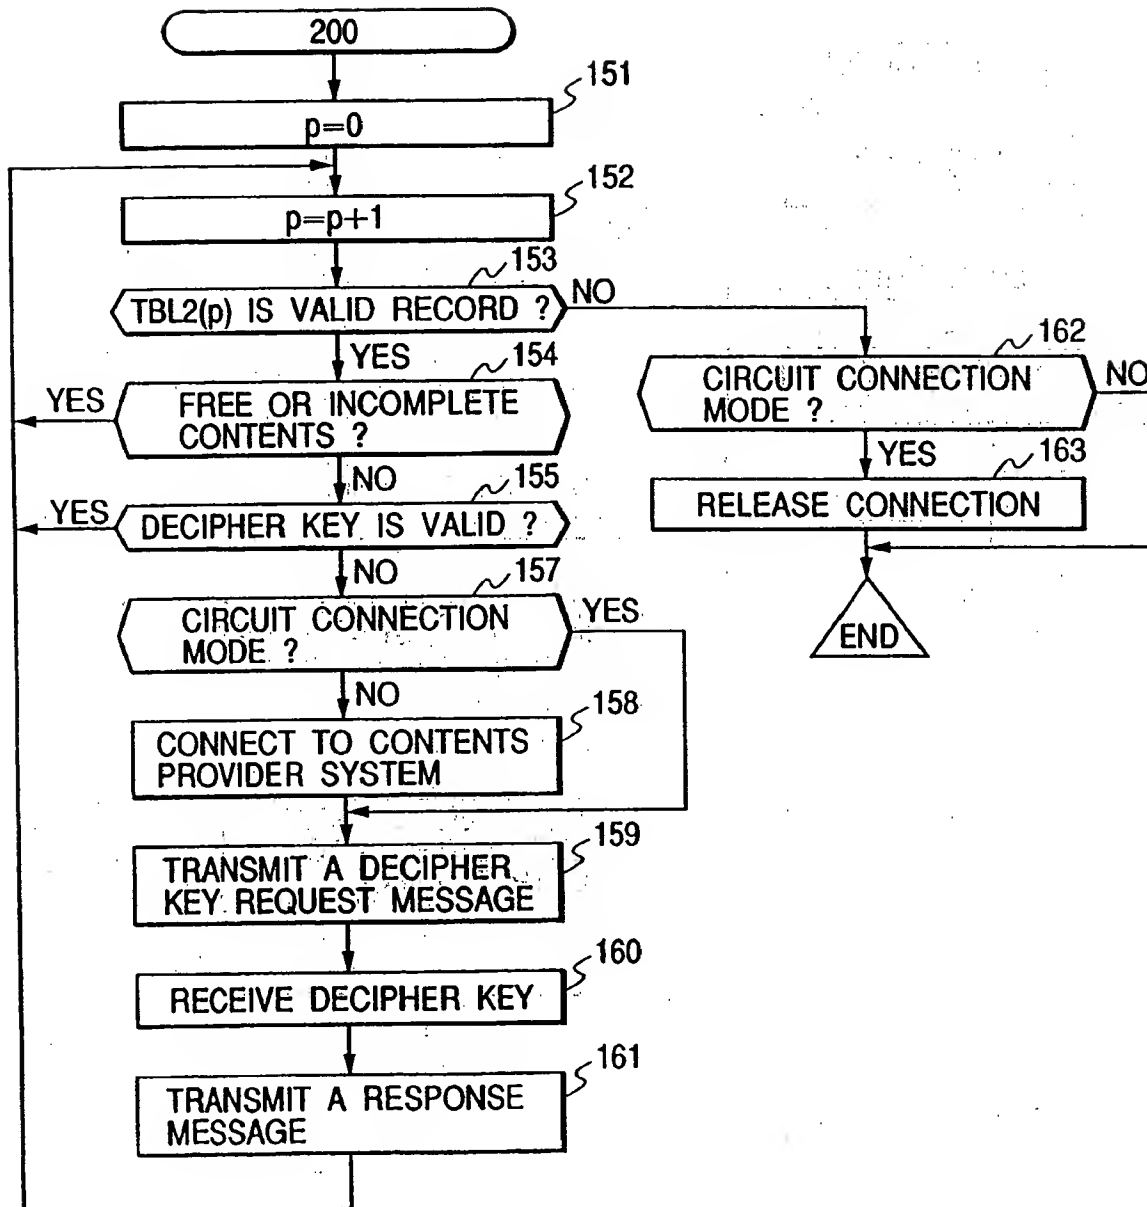 200
151
p=0
152
p=p+1
153
TBL2(p) IS VALID RECORD ?
NO
YES
154
YES
FREE OR INCOMPLETE
CONTENTS ?
NO
155
YES
DECIPHER KEY IS VALID ?
NO
157
CIRCUIT CONNECTION
MODE ?
YES
NO
158
CONNECT TO CONTENTS
PROVIDER SYSTEM
159
TRANSMIT A DECIPHER
KEY REQUEST MESSAGE
160
RECEIVE DECIPHER KEY
161
TRANSMIT A RESPONSE
MESSAGE
162
CIRCUIT CONNECTION
MODE ?
NO
YES
163
RELEASE CONNECTION
END